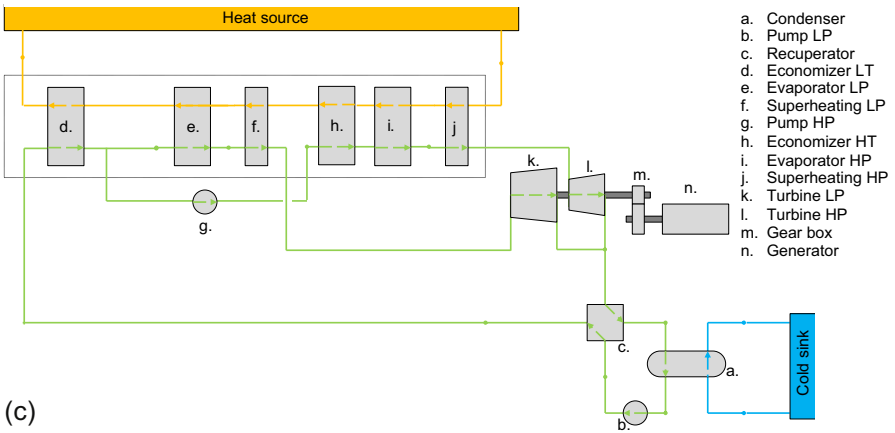 Heat source
d.
e.
f.
h.
i.
j
g.
k.
l.
m.
n.
c.
a.
b.
Cold sink
(c)
a. Condenser
b. Pump LP
c. Recuperator
d. Economizer LT
e. Evaporator LP
f. Superheating LP
g. Pump HP
h. Economizer HT
i. Evaporator HP
j. Superheating HP
k. Turbine LP
l. Turbine HP
m. Gear box
n. Generator